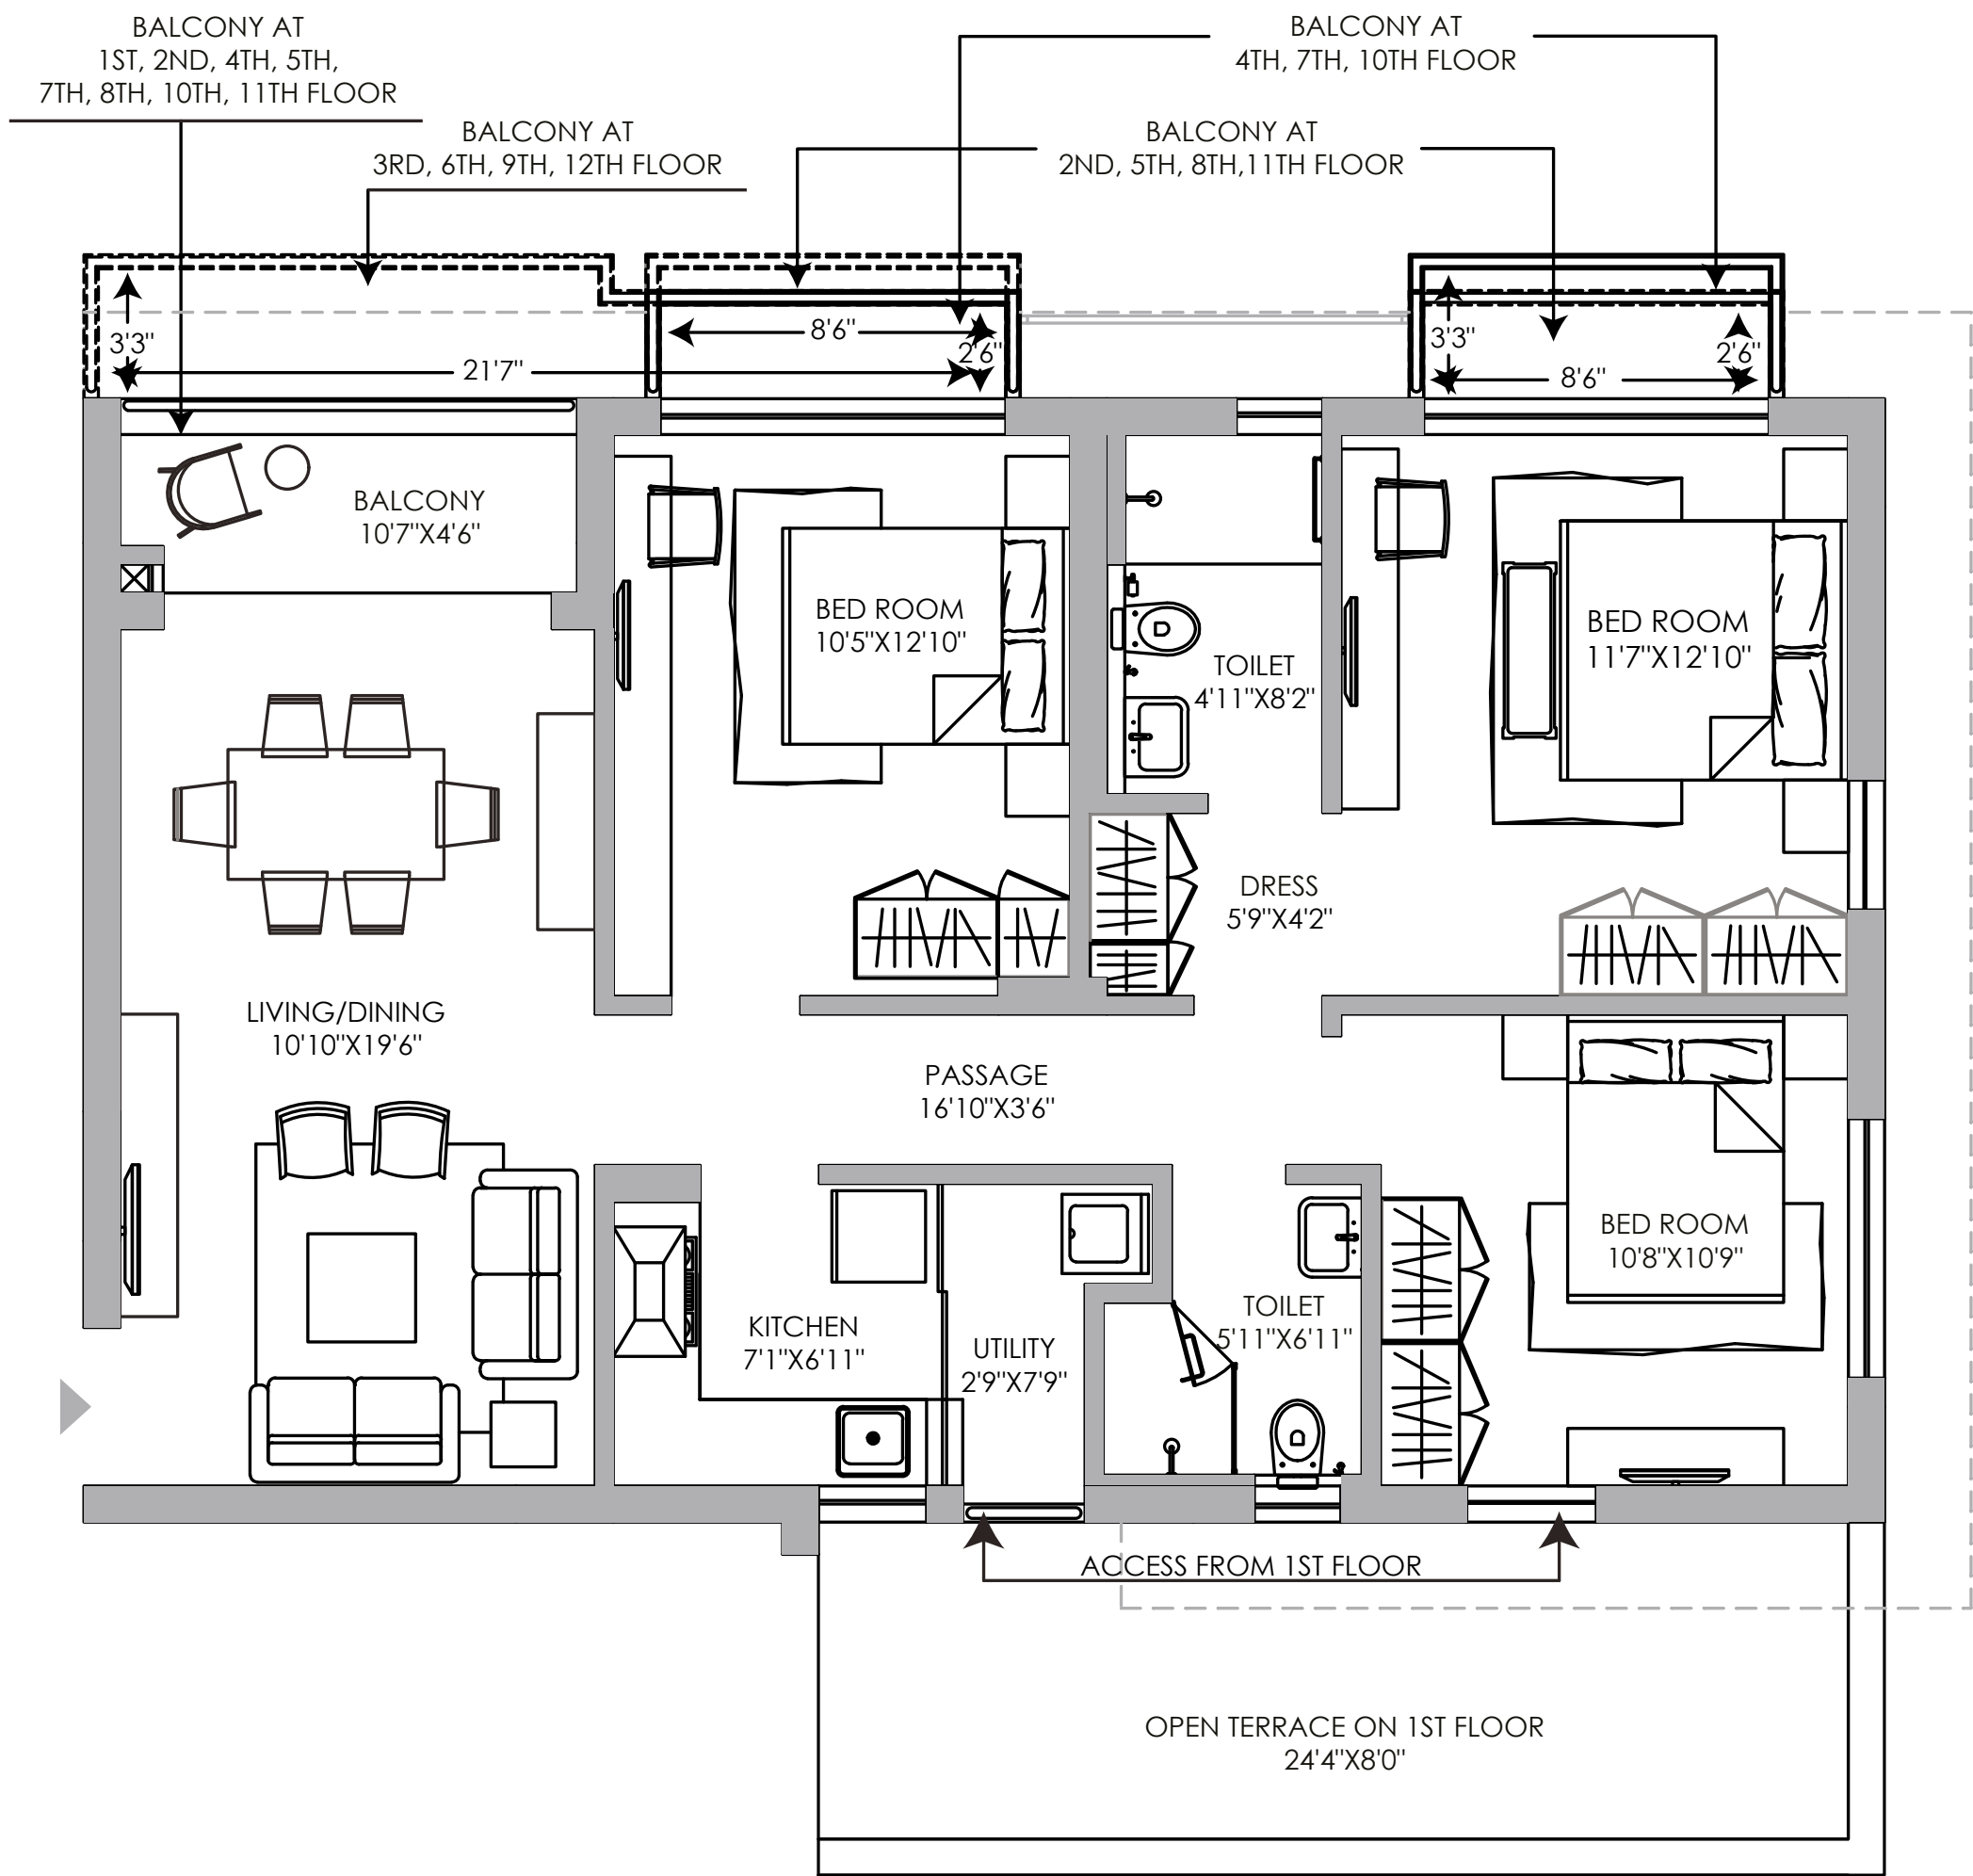 BALCONY AT
1ST, 2ND, 4TH, 5TH,
7TH, 8TH, 10TH, 11TH FLOOR
BALCONY AT
4TH, 7TH, 10TH FLOOR
BALCONY AT
3RD, 6TH, 9TH, 12TH FLOOR
BALCONY AT
2ND, 5TH, 8TH,11TH FLOOR
3'3"
21'7"
8'6"
2'6"
3'3"
8'6"
2'6"
BALCONY
10'7"X4'6"
BED ROOM
10'5"X12'10"
TOILET
4'11"X8'2"
BED ROOM
11'7"X12'10"
DRESS
5'9"X4'2"
LIVING/DINING
10'10"X19'6"
PASSAGE
16'10"X3'6"
BED ROOM
10'8"X10'9"
KITCHEN
7'1"X6'11"
UTILITY
2'9"X7'9"
TOILET
5'11"X6'11"
ACCESS FROM 1ST FLOOR
OPEN TERRACE ON 1ST FLOOR
24'4"X8'0"